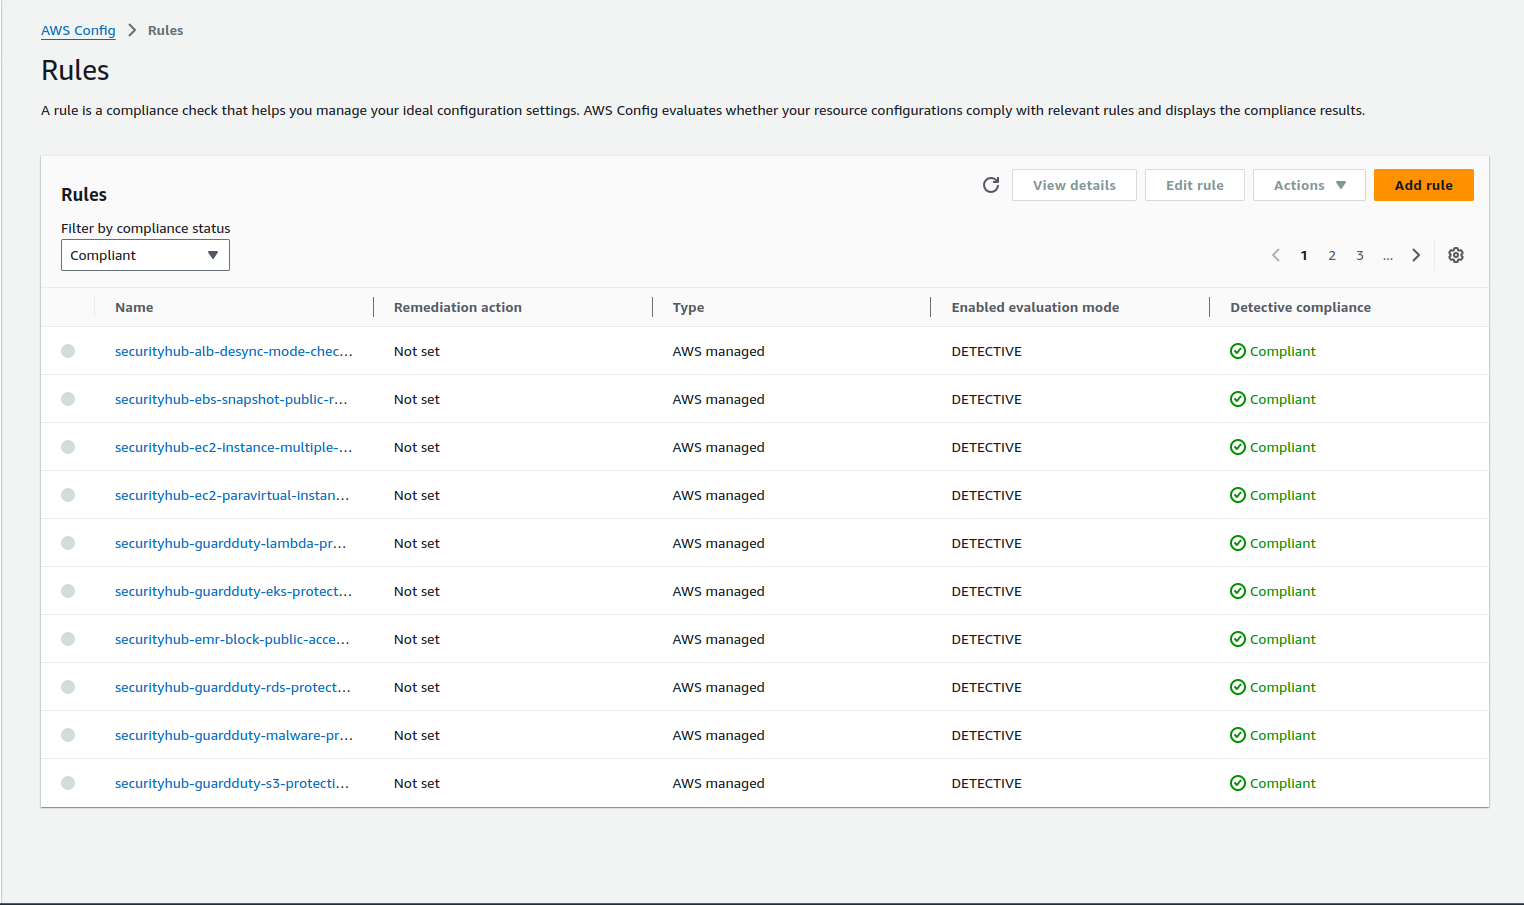 AWS Config > Rules
Rules
A rule is a compliance check that helps you manage your ideal configuration settings. AWS Config evaluates whether your resource configurations comply with relevant rules and displays the compliance results.
Rules
View details Edit rule Actions Add rule
Filter by compliance status
Compliant
1 2 3 ...
Name Remediation action Type Enabled evaluation mode Detective compliance
securityhub-alb-desync-mode-chec... Not set AWS managed DETECTIVE Compliant
securityhub-ebs-snapshot-public-r... Not set AWS managed DETECTIVE Compliant
securityhub-ec2-instance-multiple-... Not set AWS managed DETECTIVE Compliant
securityhub-ec2-paravirtual-instan... Not set AWS managed DETECTIVE Compliant
securityhub-guardduty-lambda-pr... Not set AWS managed DETECTIVE Compliant
securityhub-guardduty-eks-protect... Not set AWS managed DETECTIVE Compliant
securityhub-emr-block-public-acce... Not set AWS managed DETECTIVE Compliant
securityhub-guardduty-rds-protect... Not set AWS managed DETECTIVE Compliant
securityhub-guardduty-malware-pr... Not set AWS managed DETECTIVE Compliant
securityhub-guardduty-s3-protecti... Not set AWS managed DETECTIVE Compliant